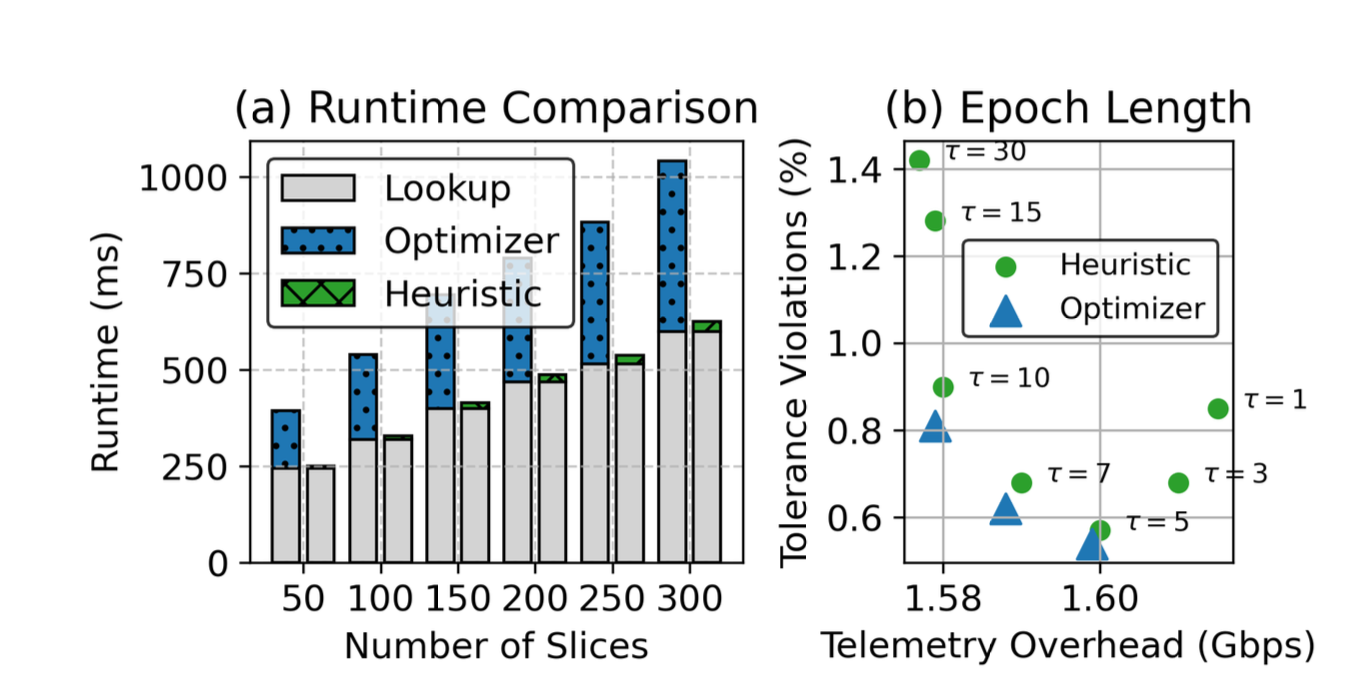 (a) Runtime Comparison
Runtime (ms)
1000
750
500
250
0
Lookup
Optimizer
Heuristic
50 100 150 200 250 300
Number of Slices
(b) Epoch Length
Tolerance Violations (%)
1.4
1.2
1.0
0.8
0.6
τ = 30
τ = 15
Heuristic
Optimizer
τ = 10
τ = 1
τ = 7
τ = 3
τ = 5
1.58 1.60
Telemetry Overhead (Gbps)